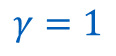 γ = 1